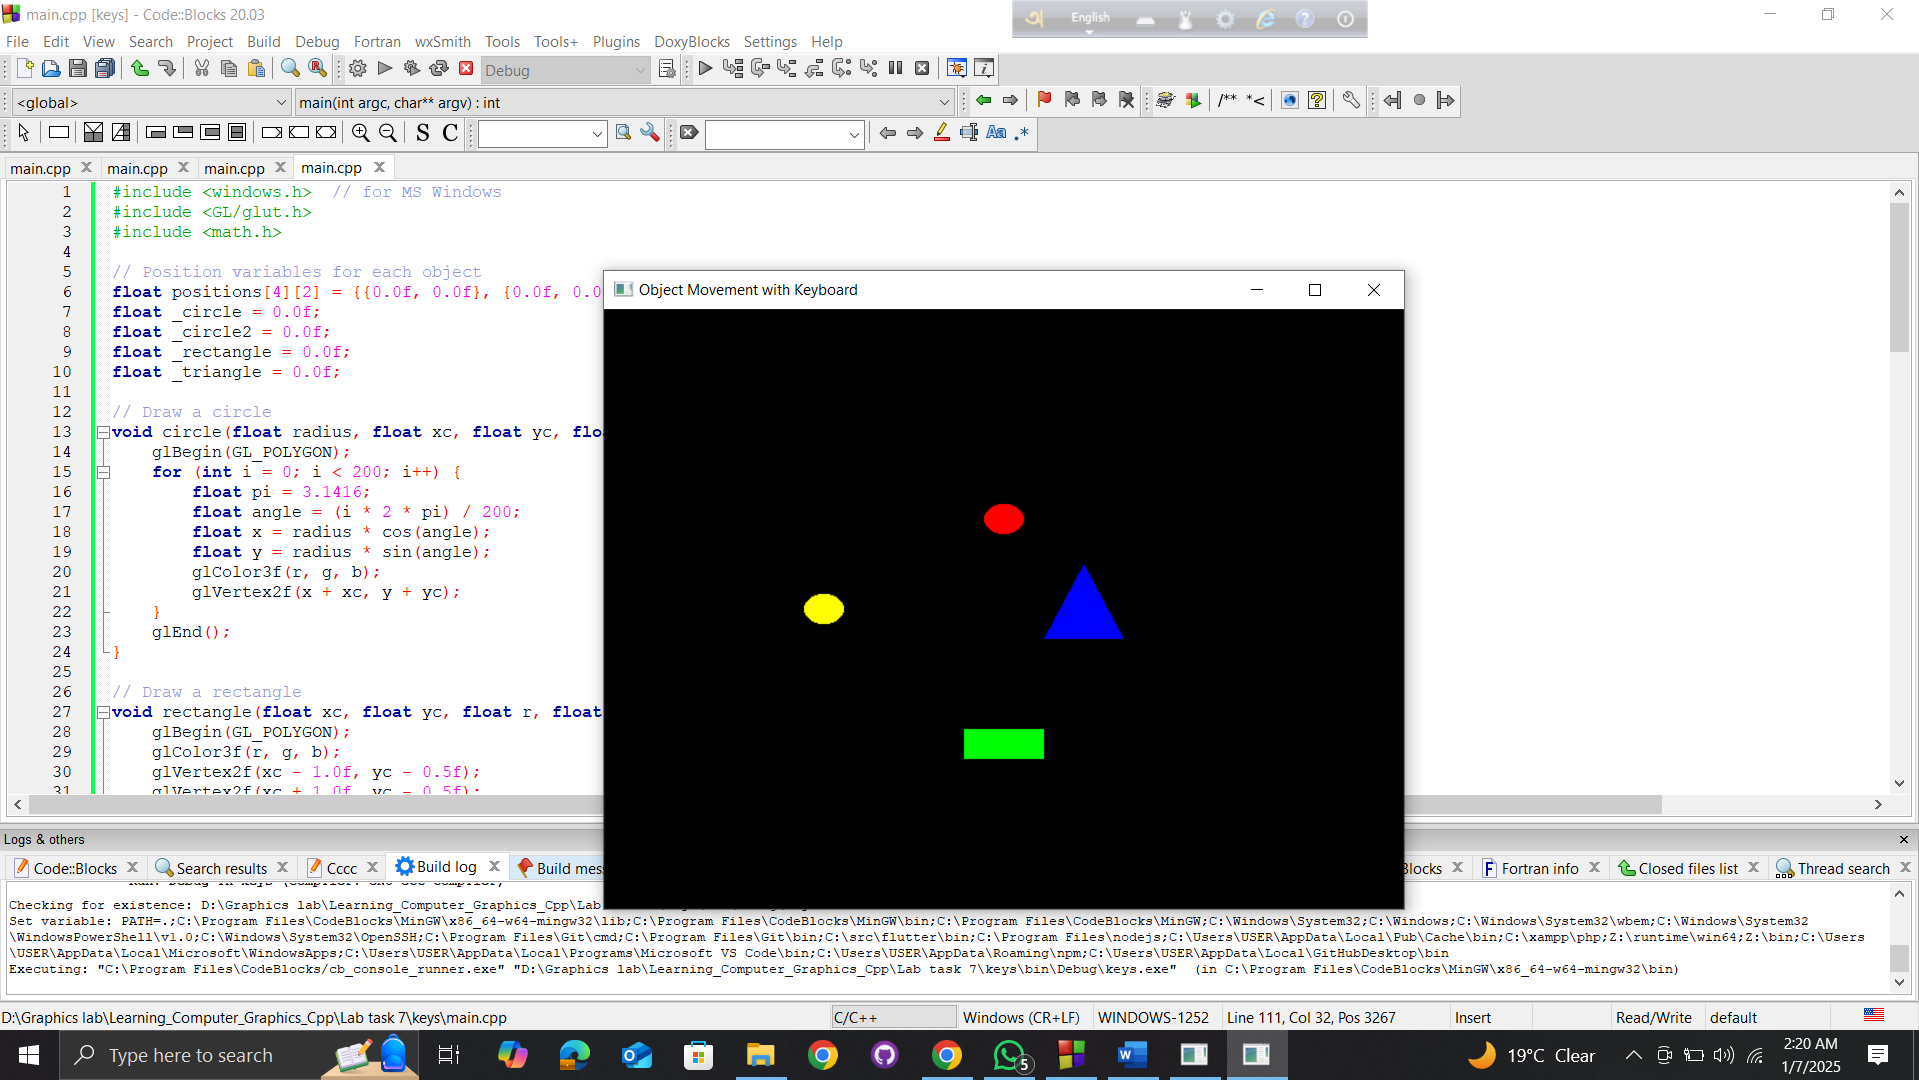 main.cpp [keys] - Code::Blocks 20.03
English
File Edit View Search Project Build Debug Fortran wxSmith Tools Tools+ Plugins DoxyBlocks Settings Help
Debug
<global> main(int argc, char** argv) : int
/** *<
S C Aa .*
main.cpp main.cpp main.cpp main.cpp
1 #include <windows.h>  // for MS Windows
2 #include <GL/glut.h>
3 #include <math.h>
4
5 // Position variables for each object
6 float positions[4][2] = {{0.0f, 0.0f}, {0.0f, 0.0
7 float _circle = 0.0f;
8 float _circle2 = 0.0f;
9 float _rectangle = 0.0f;
10 float _triangle = 0.0f;
11
12 // Draw a circle
13 void circle(float radius, float xc, float yc, flo
14 glBegin(GL_POLYGON);
15 for (int i = 0; i < 200; i++) {
16 float pi = 3.1416;
17 float angle = (i * 2 * pi) / 200;
18 float x = radius * cos(angle);
19 float y = radius * sin(angle);
20 glColor3f(r, g, b);
21 glVertex2f(x + xc, y + yc);
22 }
23 glEnd();
24 }
25
26 // Draw a rectangle
27 void rectangle(float xc, float yc, float r, float
28 glBegin(GL_POLYGON);
29 glColor3f(r, g, b);
30 glVertex2f(xc - 1.0f, yc - 0.5f);
31 glVertex2f(xc + 1.0f, yc - 0.5f);
Object Movement with Keyboard
Logs & others
Code::Blocks Search results Cccc Build log Build mes Blocks Fortran info Closed files list Thread search
Run: Debug in keys (compiler: GNU GCC Compiler)
Checking for existence: D:\Graphics lab\Learning_Computer_Graphics_Cpp\Lab
Set variable: PATH=.;C:\Program Files\CodeBlocks\MinGW\x86_64-w64-mingw32\lib;C:\Program Files\CodeBlocks\MinGW\bin;C:\Program Files\CodeBlocks\MinGW;C:\Windows\System32;C:\Windows;C:\Windows\System32\wbem;C:\Windows\System32
\WindowsPowerShell\v1.0;C:\Windows\System32\OpenSSH;C:\Program Files\Git\cmd;C:\Program Files\Git\bin;C:\src\flutter\bin;C:\Program Files\nodejs;C:\Users\USER\AppData\Local\Pub\Cache\bin;C:\xampp\php;Z:\runtime\win64;Z:\bin;C:\Users
\USER\AppData\Local\Microsoft\WindowsApps;C:\Users\USER\AppData\Local\Programs\Microsoft VS Code\bin;C:\Users\USER\AppData\Roaming\npm;C:\Users\USER\AppData\Local\GitHubDesktop\bin
Executing: "C:\Program Files\CodeBlocks/cb_console_runner.exe" "D:\Graphics lab\Learning_Computer_Graphics_Cpp\Lab task 7\keys\bin\Debug\keys.exe"  (in C:\Program Files\CodeBlocks\MinGW\x86_64-w64-mingw32\bin)
D:\Graphics lab\Learning_Computer_Graphics_Cpp\Lab task 7\keys\main.cpp C/C++ Windows (CR+LF) WINDOWS-1252 Line 111, Col 32, Pos 3267 Insert Read/Write default
Type here to search 5 19°C Clear 2:20 AM
1/7/2025